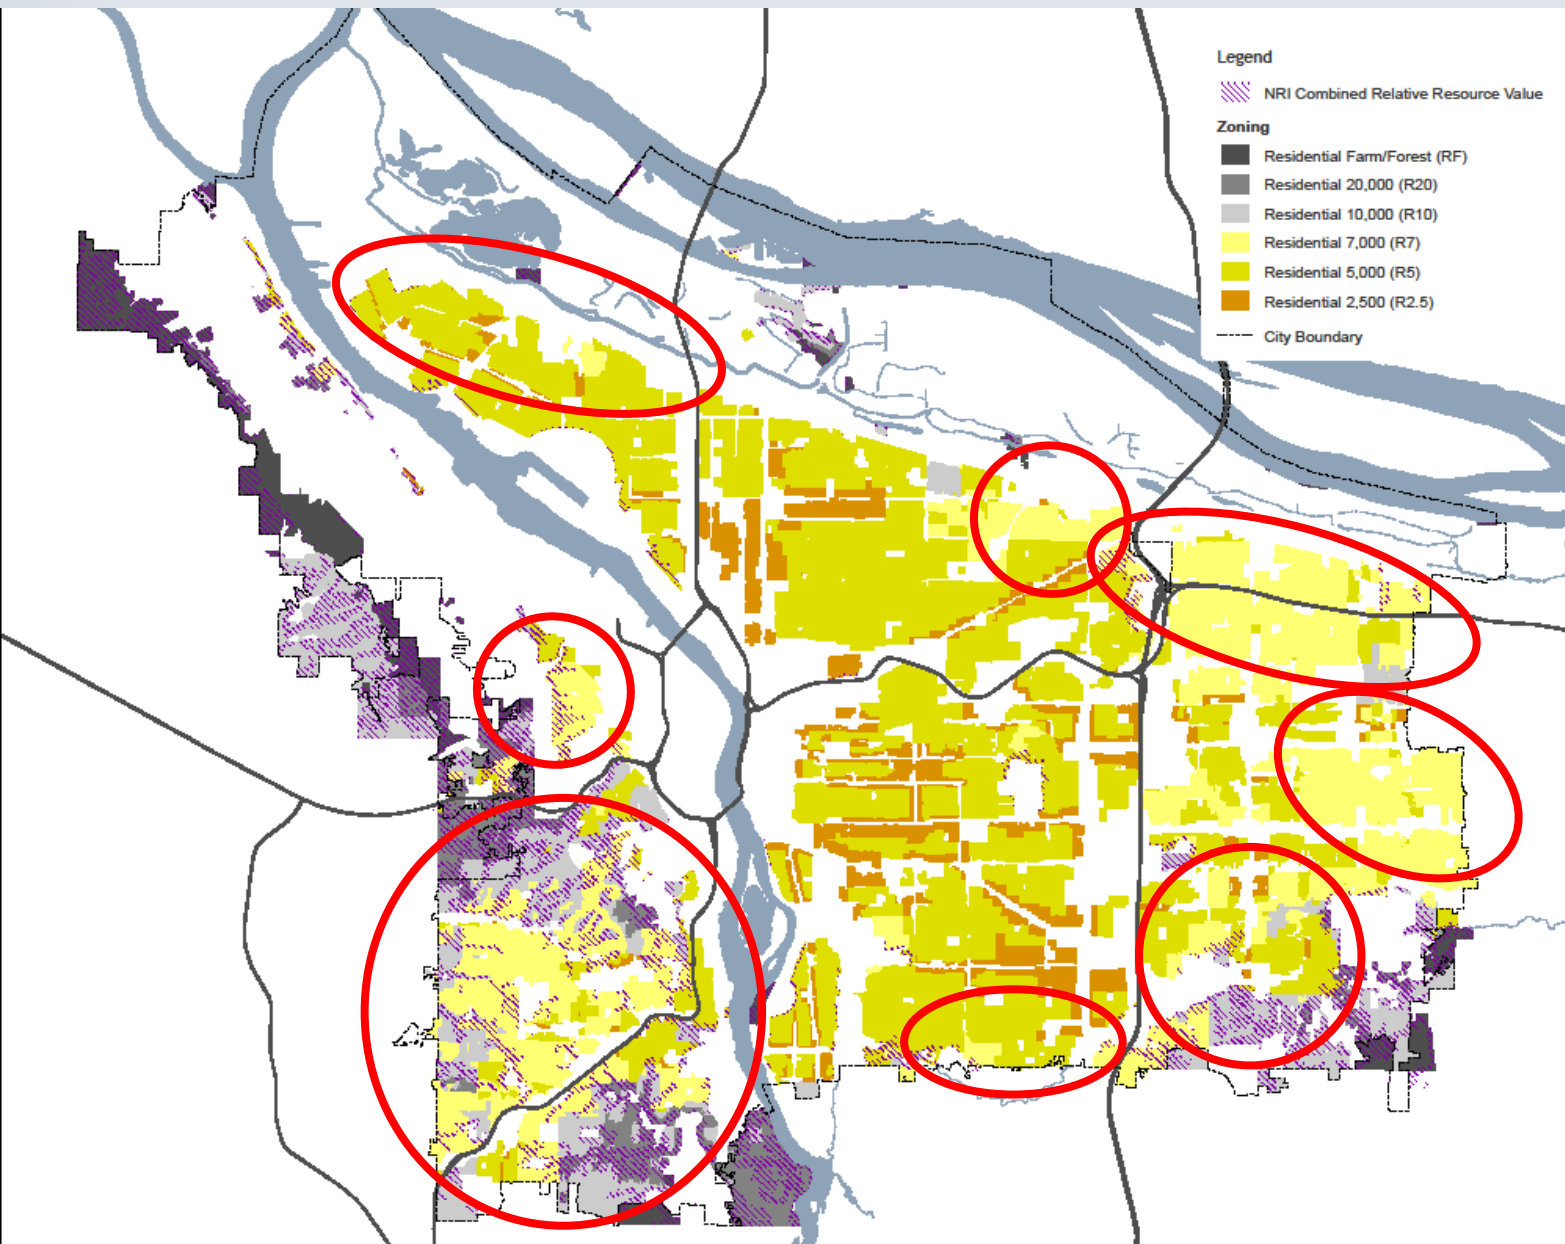 Legend
NRI Combined Relative Resource Value
Zoning
Residential Farm/Forest (RF)
Residential 20,000 (R20)
Residential 10,000 (R10)
Residential 7,000 (R7)
Residential 5,000 (R5)
Residential 2,500 (R2.5)
City Boundary